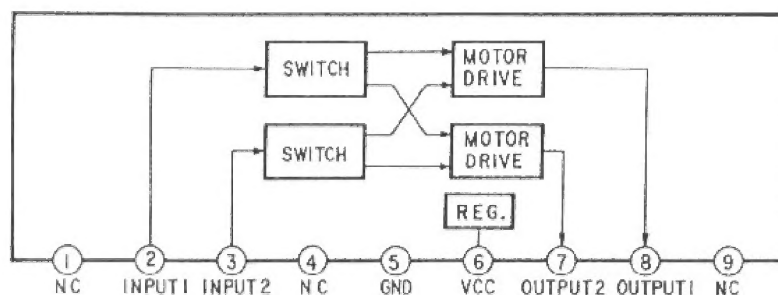 SWITCH
MOTOR
DRIVE
SWITCH
MOTOR
DRIVE
REG.
1 2 3 4 5 6 7 8 9
NC INPUT1 INPUT2 NC GND VCC OUTPUT2 OUTPUT1 NC